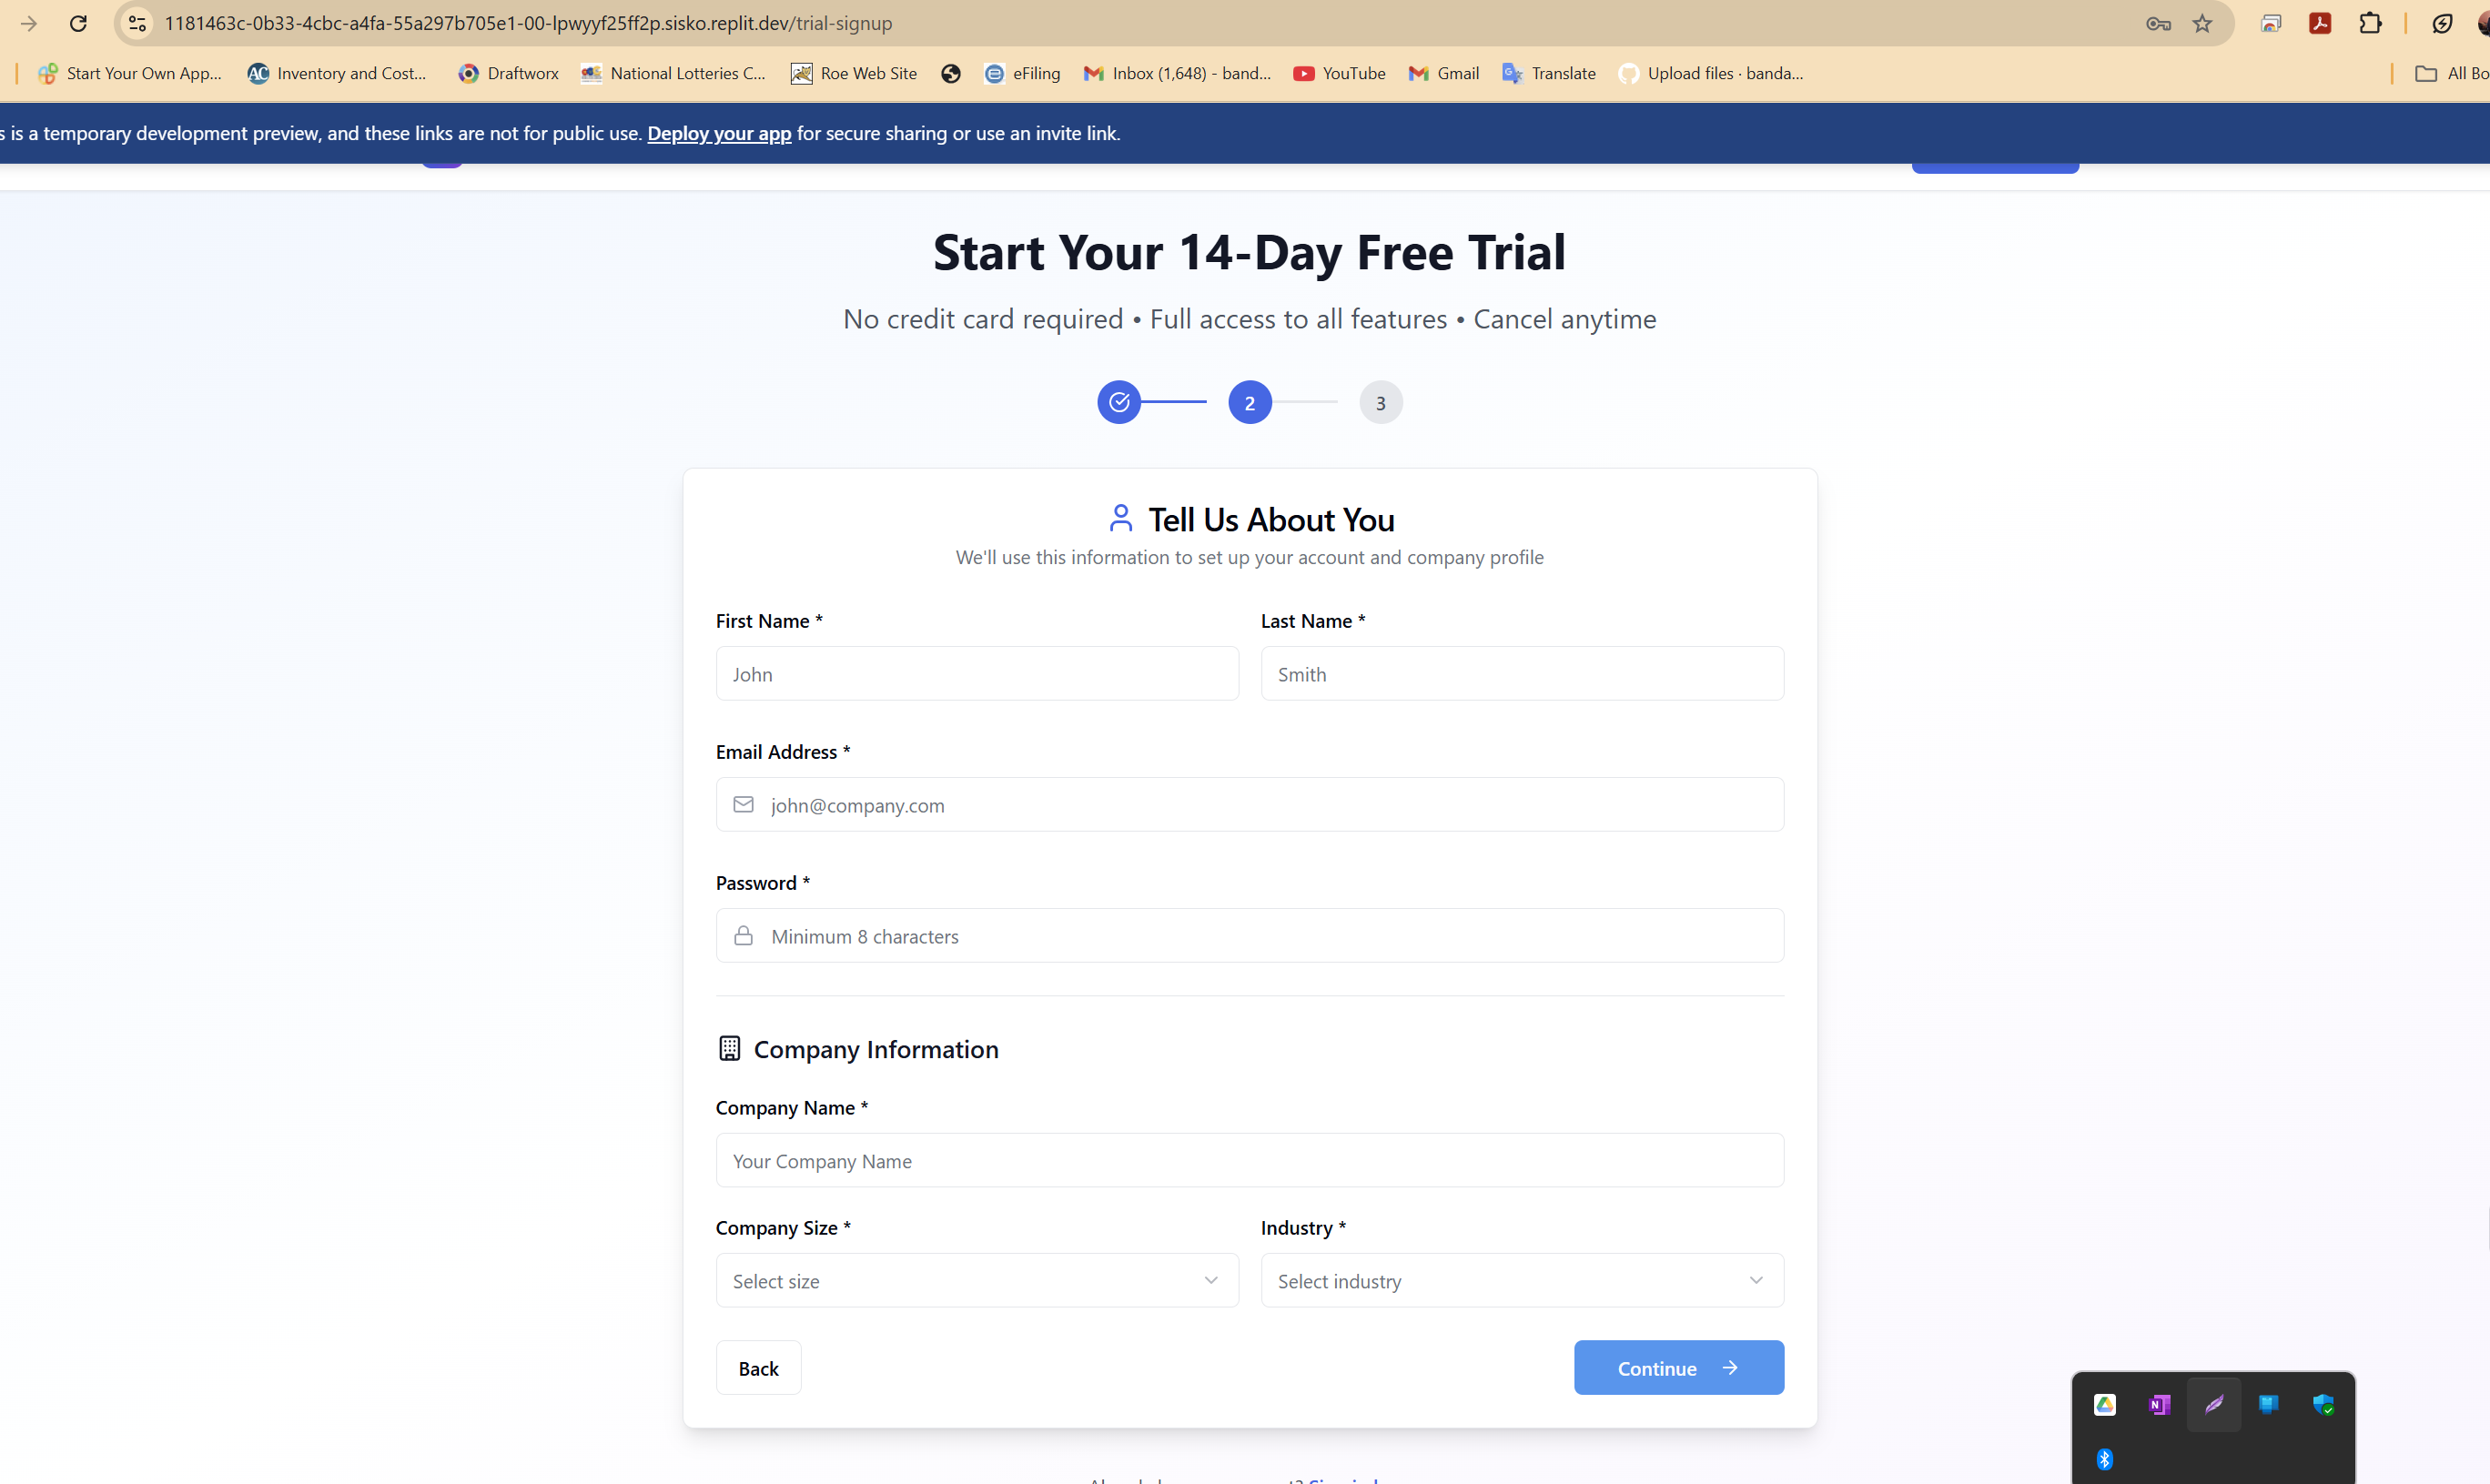 1181463c-0b33-4cbc-a4fa-55a297b705e1-00-lpwyyf25ff2p.sisko.replit.dev/trial-signup
Start Your Own App... Inventory and Cost... Draftworx National Lotteries C... Roe Web Site eFiling Inbox (1,648) - band... YouTube Gmail Translate Upload files · banda... All Bo
s is a temporary development preview, and these links are not for public use. Deploy your app for secure sharing or use an invite link.
Start Your 14-Day Free Trial
No credit card required • Full access to all features • Cancel anytime
2 3
Tell Us About You
We'll use this information to set up your account and company profile
First Name * Last Name *
John Smith
Email Address *
john@company.com
Password *
Minimum 8 characters
Company Information
Company Name *
Your Company Name
Company Size * Industry *
Select size Select industry
Back Continue